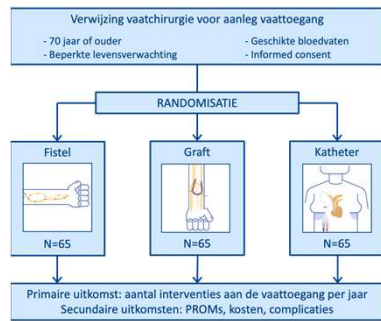 Verwijzing vaatchirurgie voor aanleg vaattoegang
- 70 jaar of ouder
- Beperkte levensverwachting
- Geschikte bloedvaten
- Informed consent
RANDOMISATIE
Fistel
Graft
Katheter
N=65
N=65
N=65
Primaire uitkomst: aantal interventies aan de vaattoegang per jaar
Secundaire uitkomsten: PROMs, kosten, complicaties